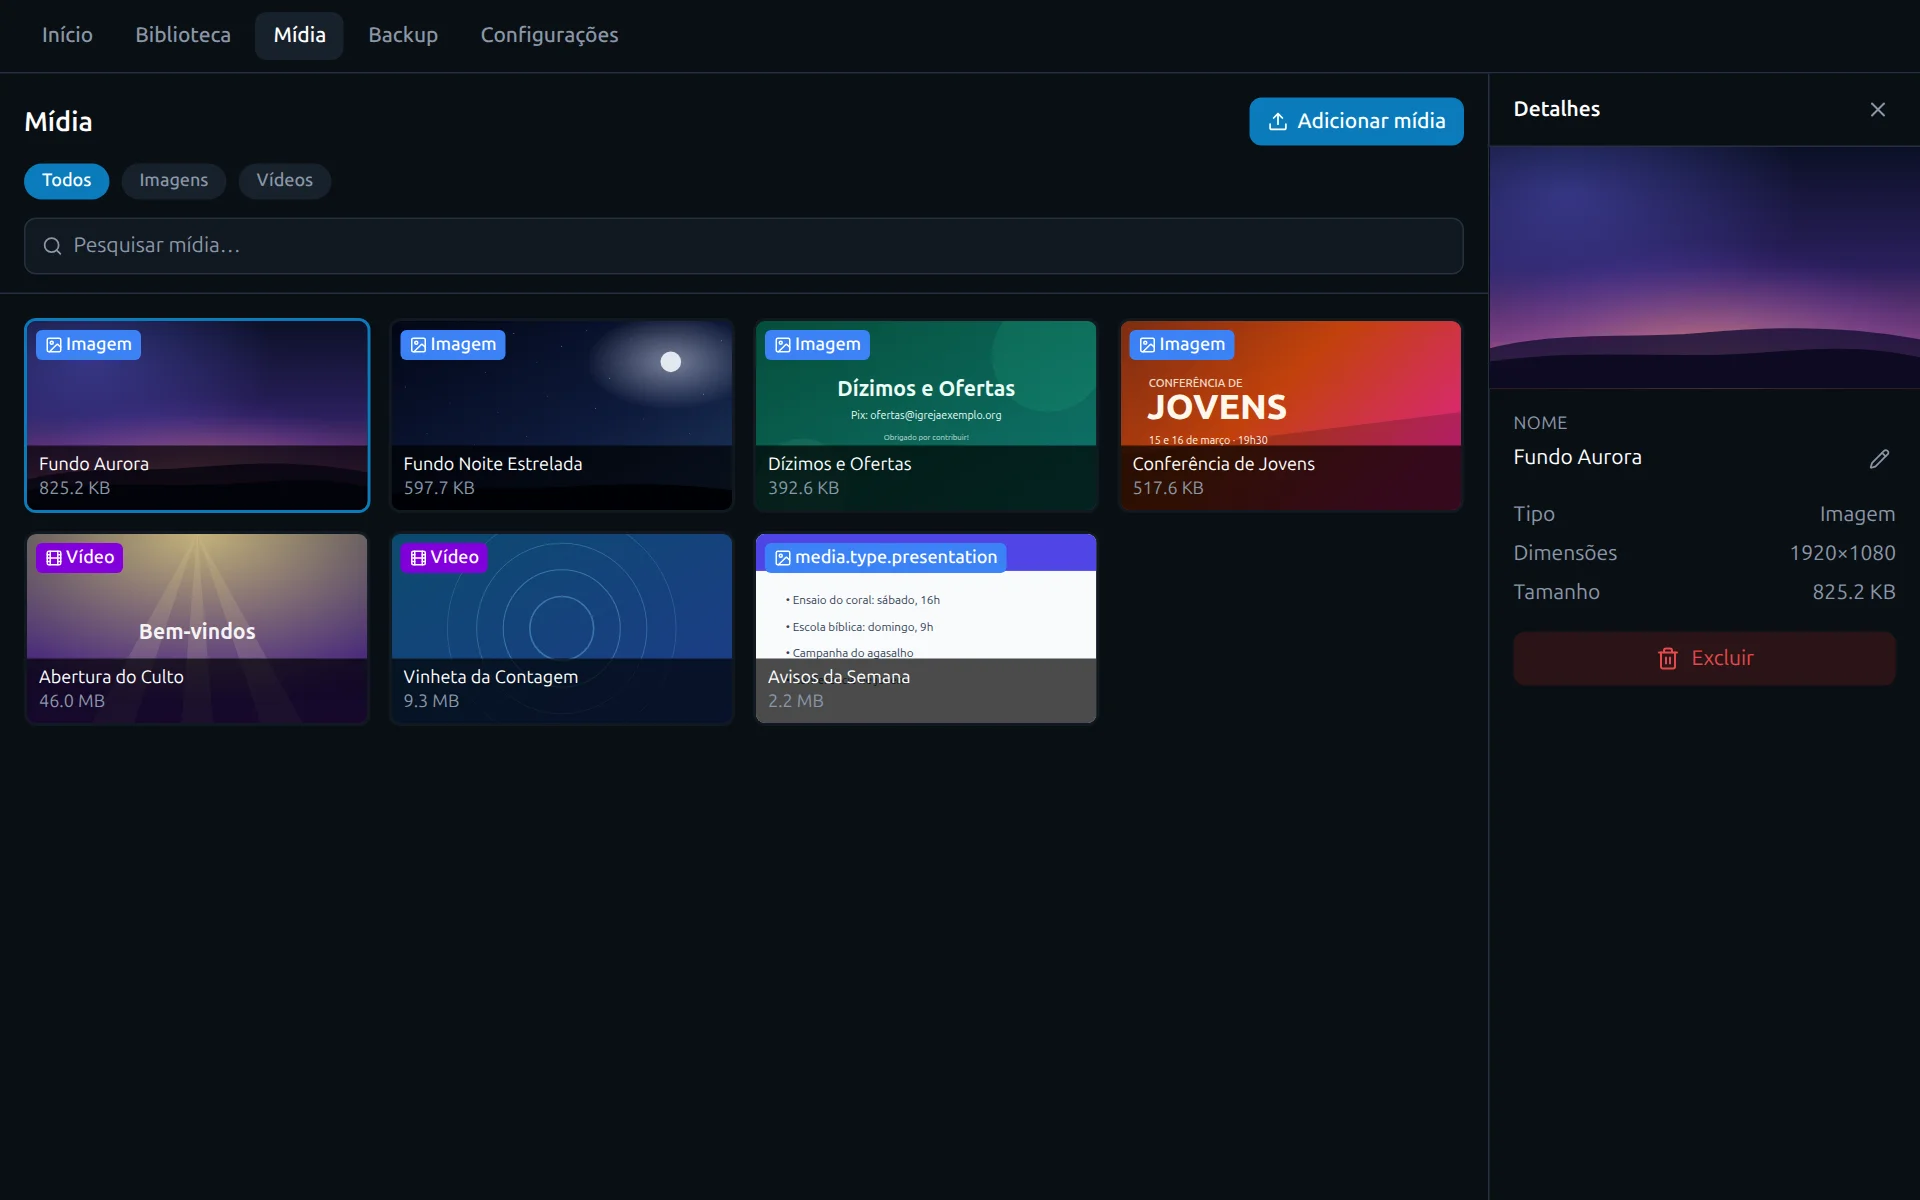 Início
Biblioteca
Mídia
Backup
Configurações
Mídia
Adicionar mídia
Todos
Imagens
Vídeos
Pesquisar mídia…
Imagem
Fundo Aurora
825.2 KB
Imagem
Fundo Noite Estrelada
597.7 KB
Imagem
Dízimos e Ofertas
Pix: ofertas@igrejaexemplo.org
Obrigado por contribuir!
Dízimos e Ofertas
392.6 KB
Imagem
CONFERÊNCIA DE
JOVENS
15 e 16 de março · 19h30
Conferência de Jovens
517.6 KB
Vídeo
Bem-vindos
Abertura do Culto
46.0 MB
Vídeo
Vinheta da Contagem
9.3 MB
media.type.presentation
• Ensaio do coral: sábado, 16h
• Escola bíblica: domingo, 9h
• Campanha do agasalho
Avisos da Semana
2.2 MB
Detalhes
NOME
Fundo Aurora
Tipo Imagem
Dimensões 1920×1080
Tamanho 825.2 KB
Excluir